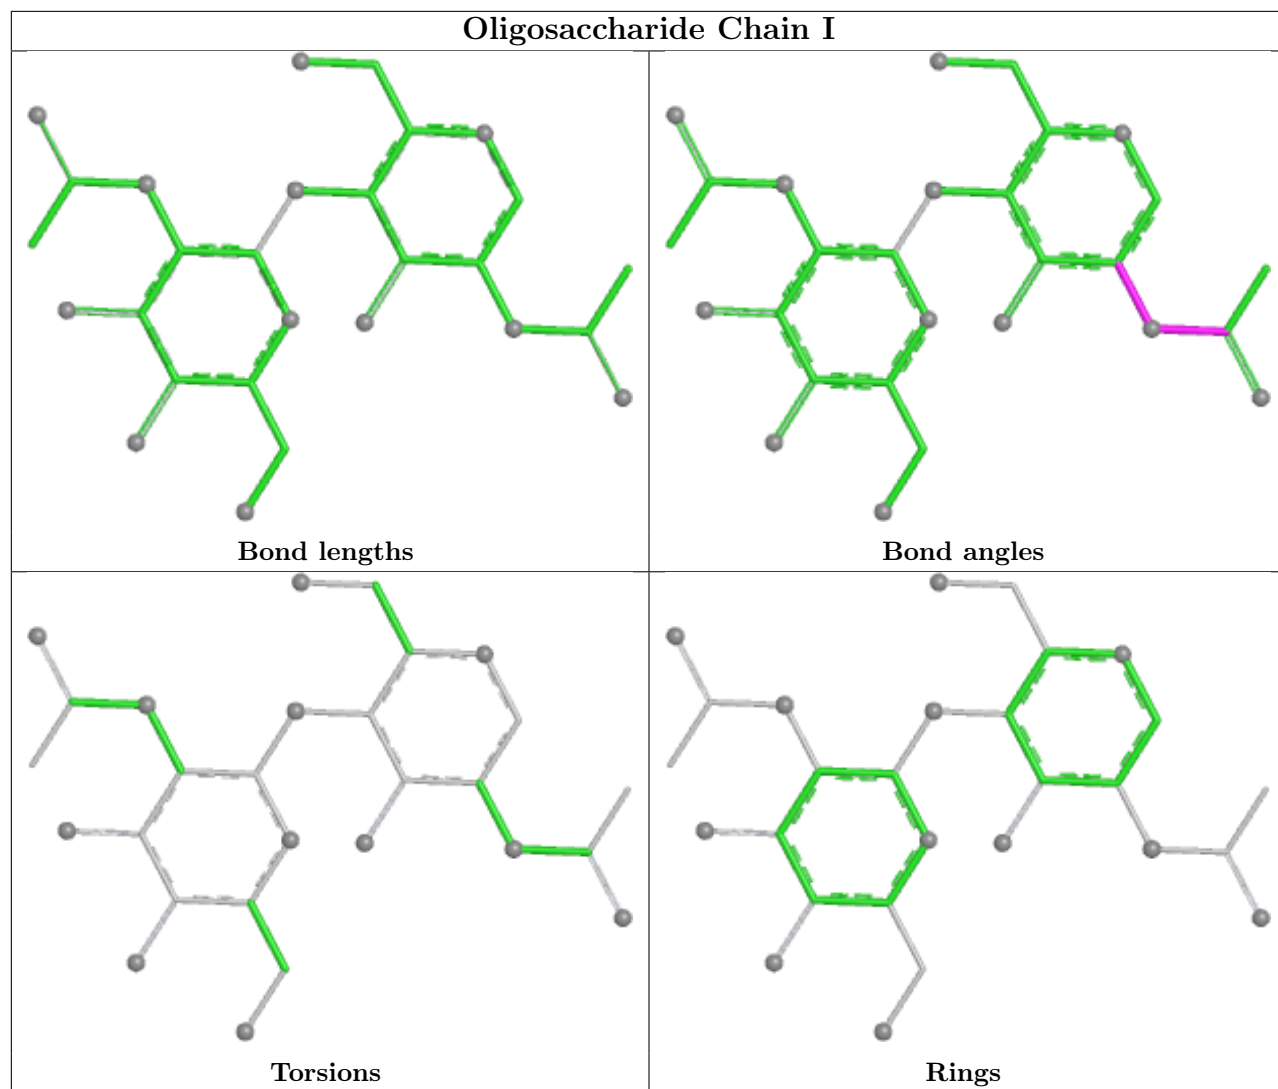 Oligosaccharide Chain I
Bond lengths
Bond angles
Torsions
Rings